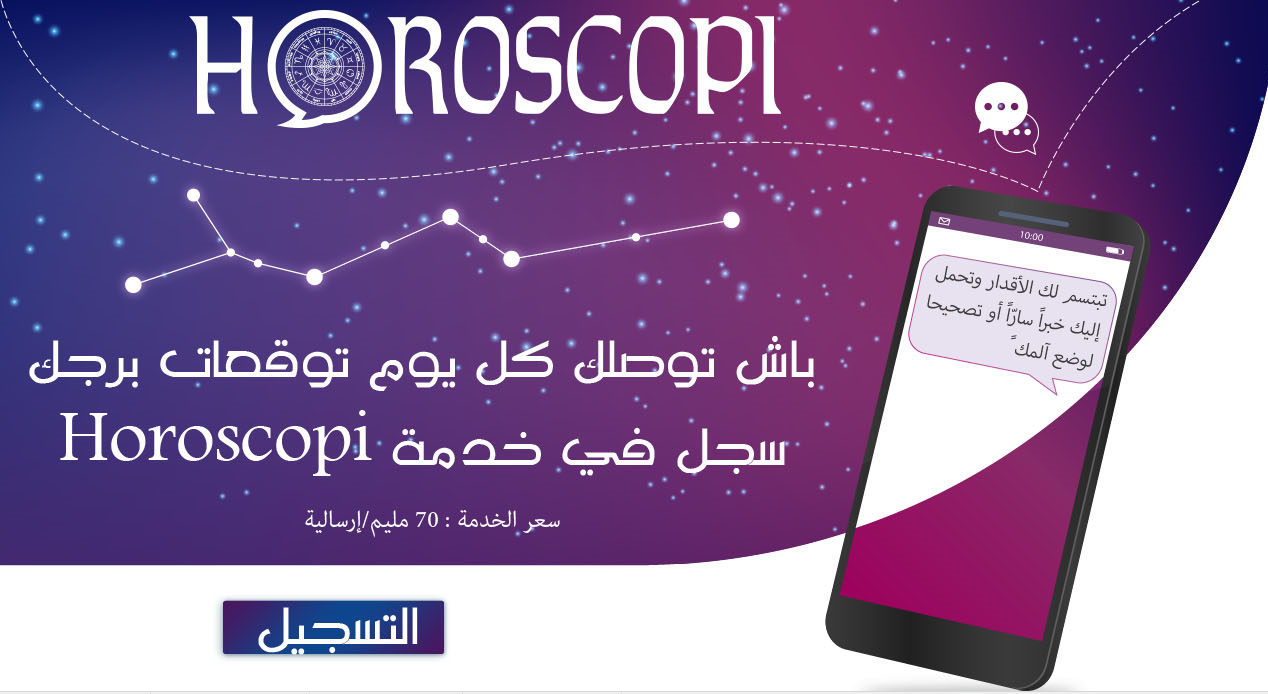 HOROSCOPI
10:00
تبتسم لك الأقدار وتحمل
إليك خبراً سارّاً أو تصحيحا
لوضع آلمكً
باش توصلك كل يوم توقعات برجك
سجل في خدمة Horoscopi
سعر الخدمة : 70 مليم/إرسالية
التسجيل